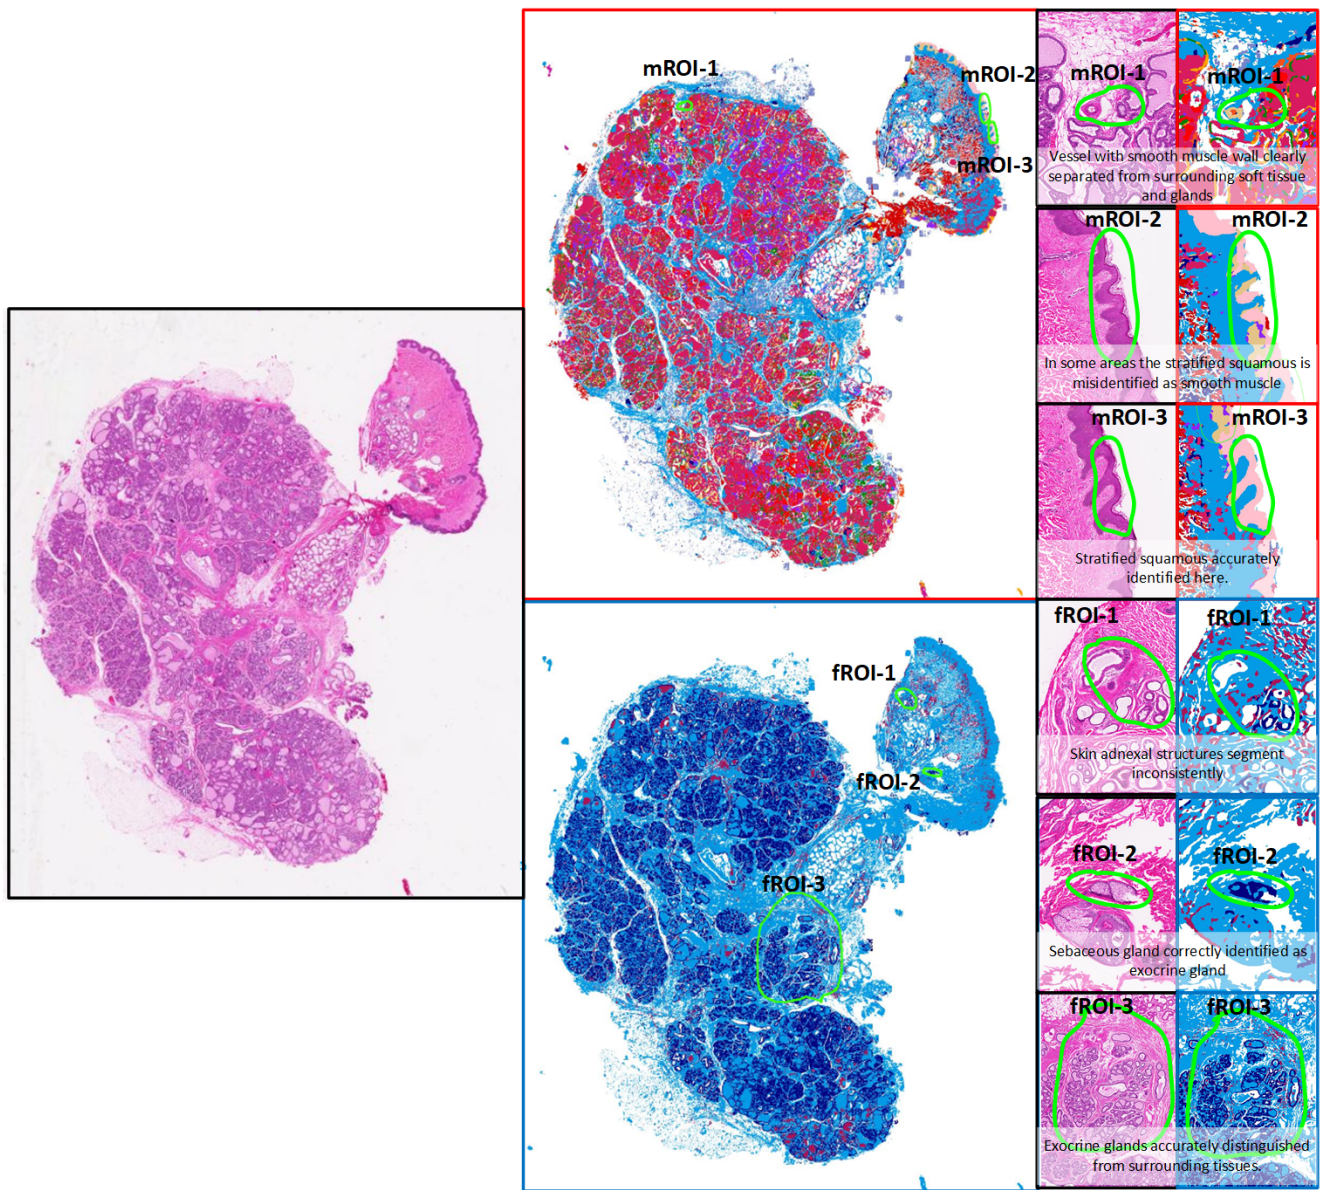 mROI-1
mROI-2
mROI-3
mROI-1
mROI-1
Vessel with smooth muscle wall clearly
separated from surrounding soft tissue
and glands
mROI-2
mROI-2
In some areas the stratified squamous is
misidentified as smooth muscle
mROI-3
mROI-3
Stratified squamous accurately
identified here.
fROI-1
fROI-2
fROI-3
fROI-1
fROI-1
Skin adnexal structures segment
inconsistently
fROI-2
fROI-2
Sebaceous gland correctly identified as
exocrine gland
fROI-3
fROI-3
Exocrine glands accurately distinguished
from surrounding tissues.